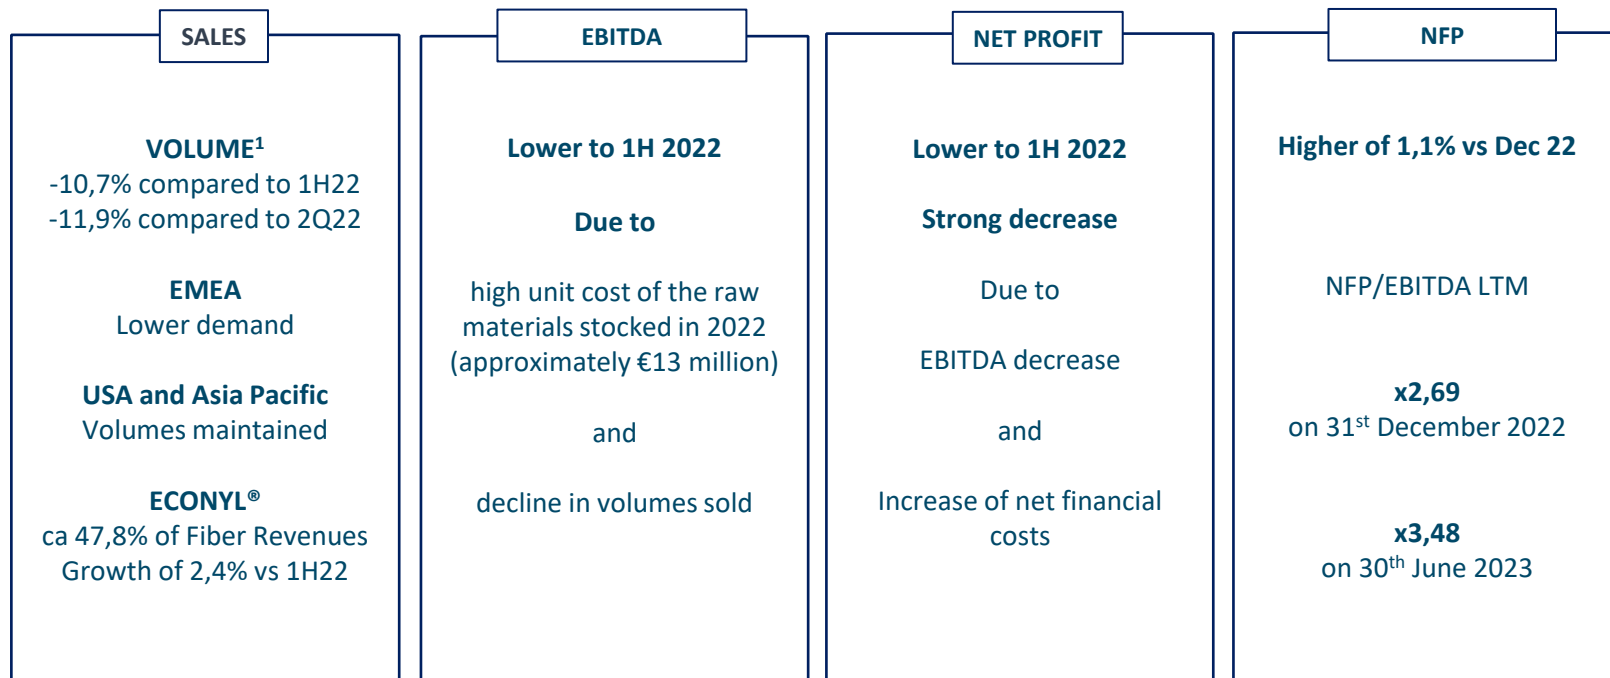 SALES
VOLUME¹
-10,7% compared to 1H22
-11,9% compared to 2Q22
EMEA
Lower demand
USA and Asia Pacific
Volumes maintained
ECONYL®
ca 47,8% of Fiber Revenues
Growth of 2,4% vs 1H22
EBITDA
Lower to 1H 2022
Due to
high unit cost of the raw
materials stocked in 2022
(approximately €13 million)
and
decline in volumes sold
NET PROFIT
Lower to 1H 2022
Strong decrease
Due to
EBITDA decrease
and
Increase of net financial
costs
NFP
Higher of 1,1% vs Dec 22
NFP/EBITDA LTM
x2,69
on 31st December 2022
x3,48
on 30th June 2023